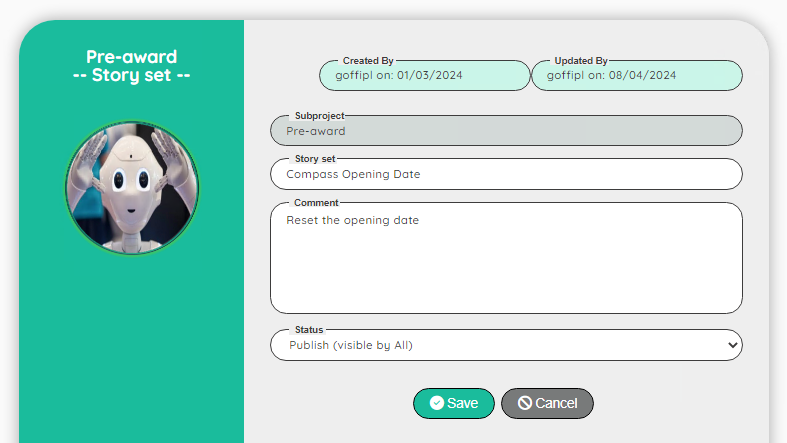 Pre-award
-- Story set --
Created By
goffipl on: 01/03/2024
Updated By
goffipl on: 08/04/2024
Subproject
Pre-award
Story set
Compass Opening Date
Comment
Reset the opening date
Status
Publish (visible by All)
Save
Cancel